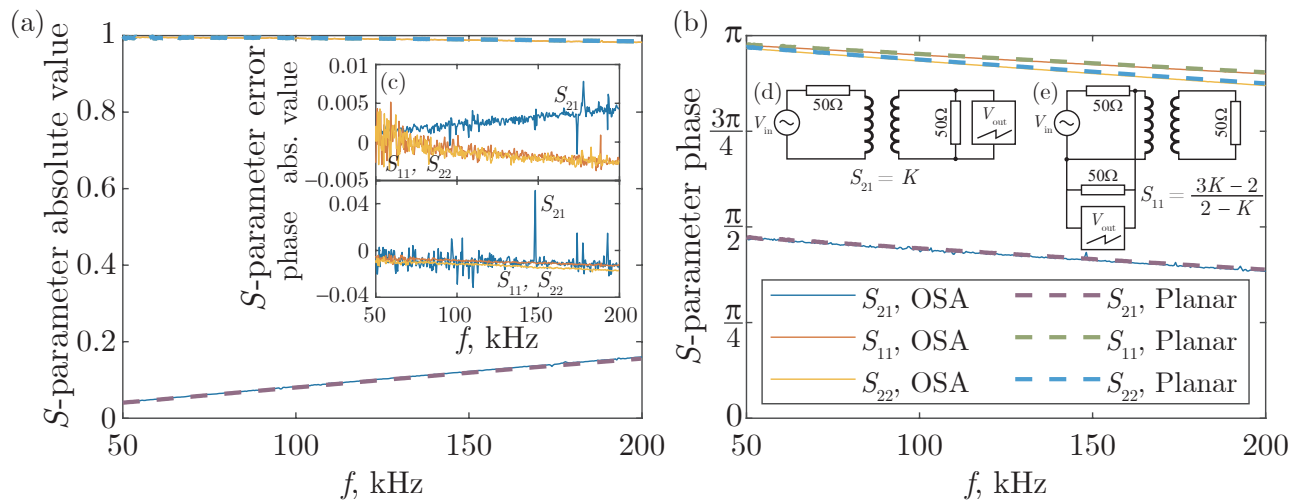 (a)
S-parameter absolute value
1
0.8
0.6
0.4
0.2
0
50
100
150
200
f, kHz
S-parameter error
phase abs. value
(c)
0.01
0.005
0
−0.005
S21
S11, S22
50
100
150
200
0.04
0
−0.04
S21
S11, S22
50
100
150
200
f, kHz
(b)
S-parameter phase
π
3π
4
π
2
π
4
0
50
100
150
200
f, kHz
(d)
50Ω
Vin
50Ω
Vout
S21 = K
(e)
50Ω
Vin
50Ω
50Ω
Vout
S11 = 3K − 2
2 − K
S21, OSA
S21, Planar
S11, OSA
S11, Planar
S22, OSA
S22, Planar